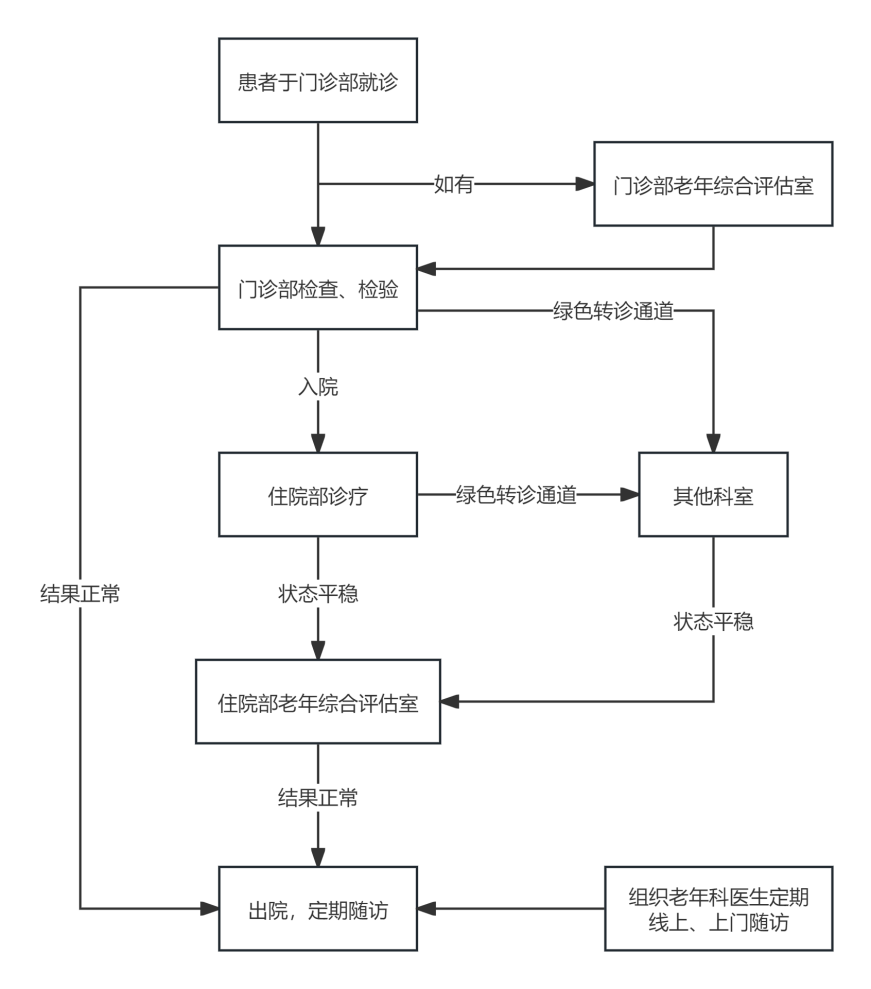 患者于门诊部就诊
如有
门诊部老年综合评估室
门诊部检查、检验
绿色转诊通道
入院
住院部诊疗
绿色转诊通道
其他科室
结果正常
状态平稳
状态平稳
住院部老年综合评估室
结果正常
出院，定期随访
组织老年科医生定期
线上、上门随访